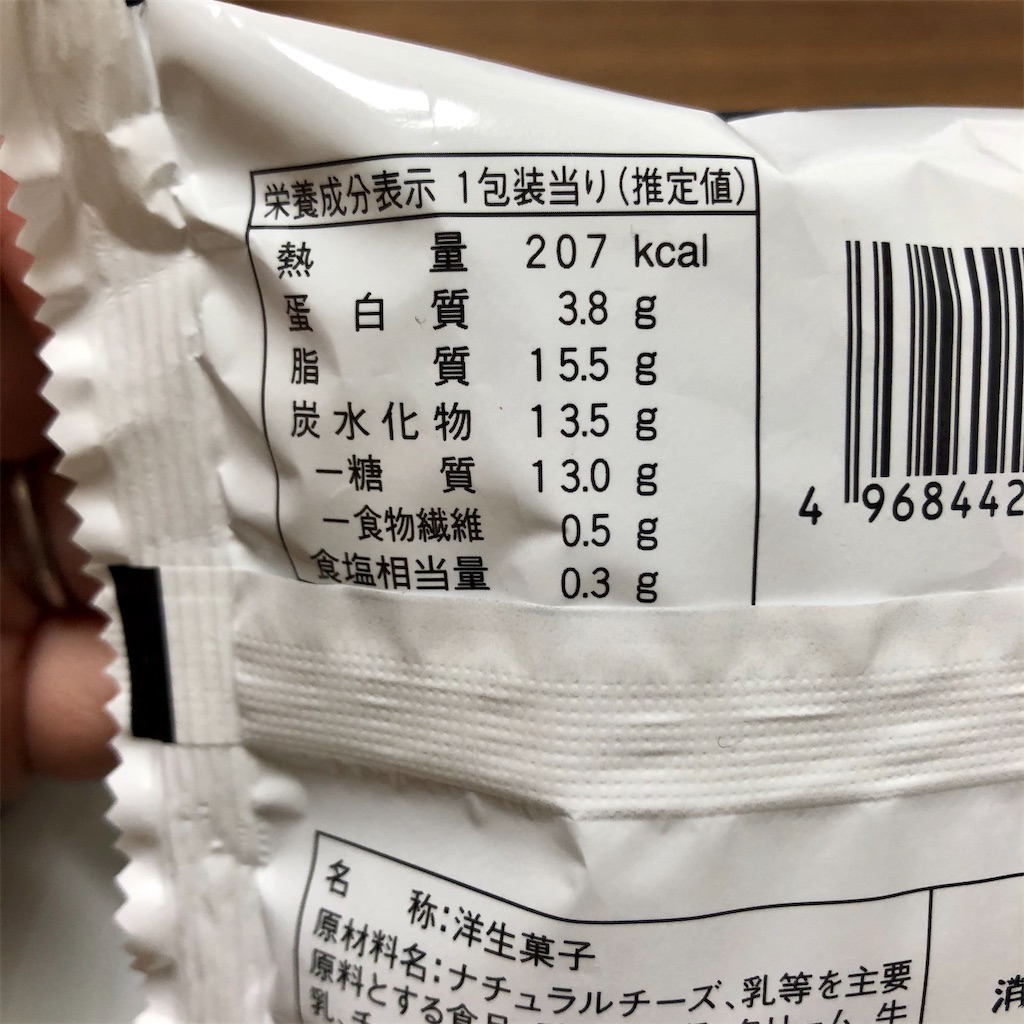 栄養成分表示 1包装当り(推定値)
熱量 207 kcal
蛋白質 3.8 g
脂質 15.5 g
炭水化物 13.5 g
ー糖質 13.0 g
ー食物繊維 0.5 g
食塩相当量 0.3 g
4 968442
名称:洋生菓子
原材料名:ナチュラルチーズ、乳等を主要
原料とする食品
乳、チ
消